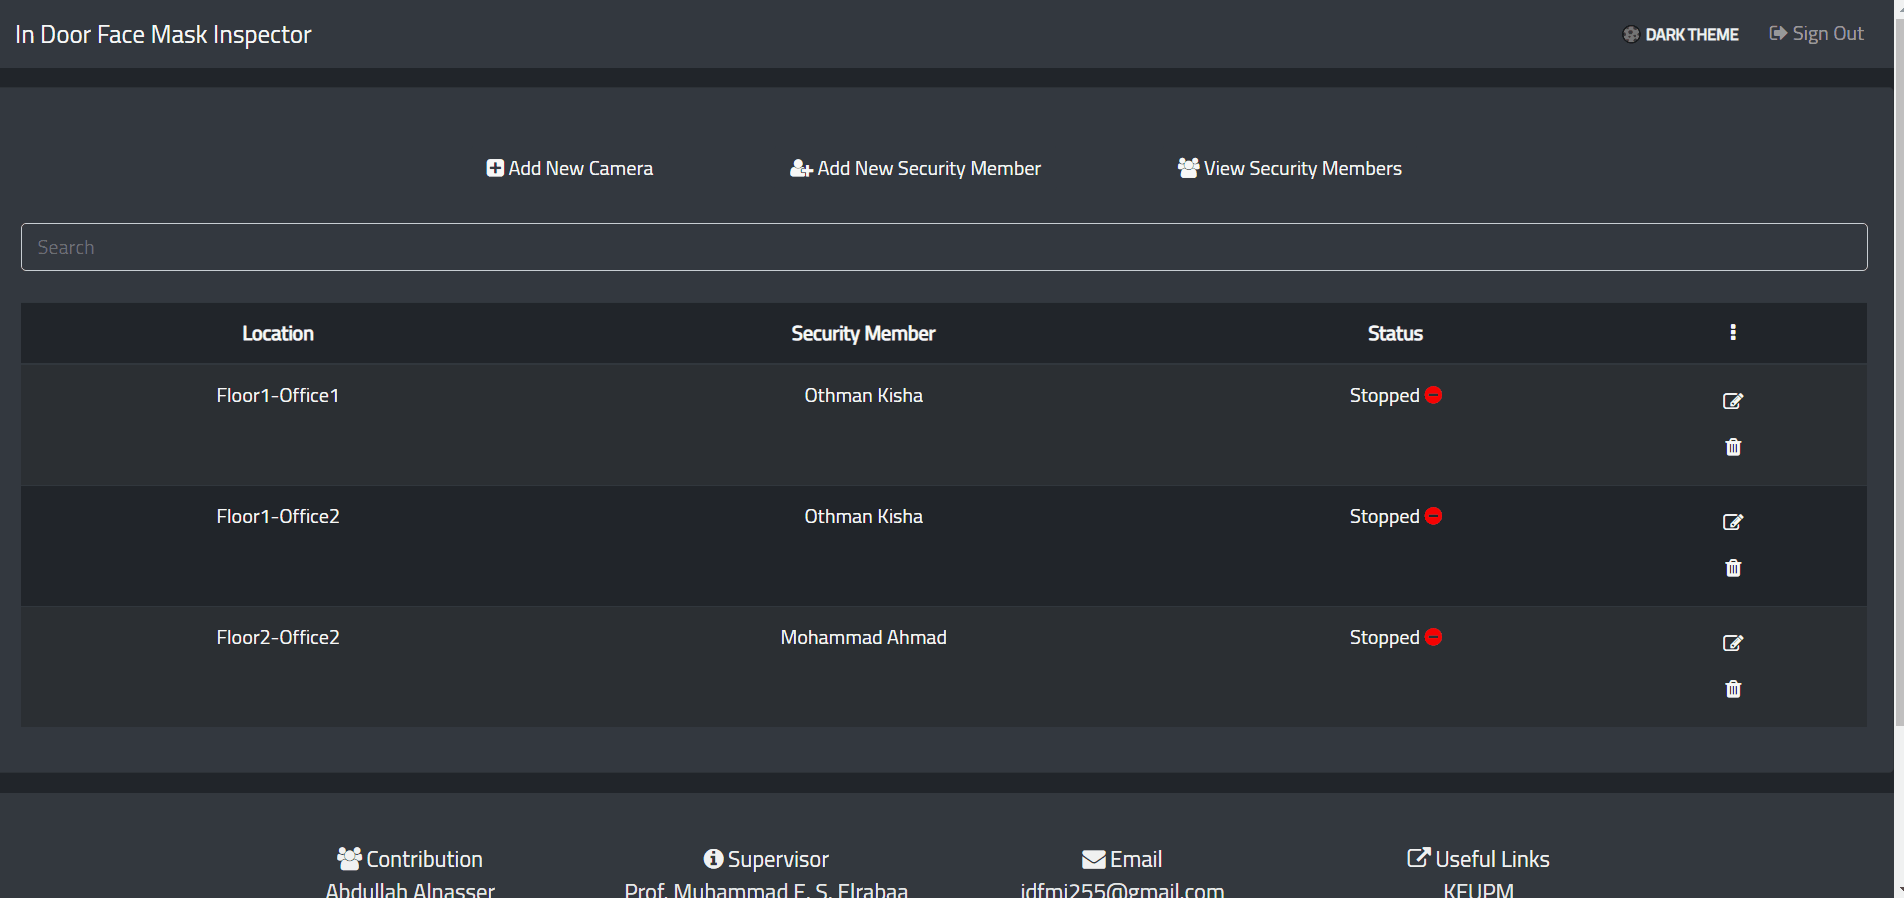 In Door Face Mask Inspector
DARK THEME
Sign Out
Add New Camera
Add New Security Member
View Security Members
Search
Location Security Member Status
Floor1-Office1 Othman Kisha Stopped
Floor1-Office2 Othman Kisha Stopped
Floor2-Office2 Mohammad Ahmad Stopped
Contribution Supervisor Email Useful Links
Abdullah Alnasser Prof. Muhammad E. S. Elrabaa idfmi255@gmail.com KFUPM